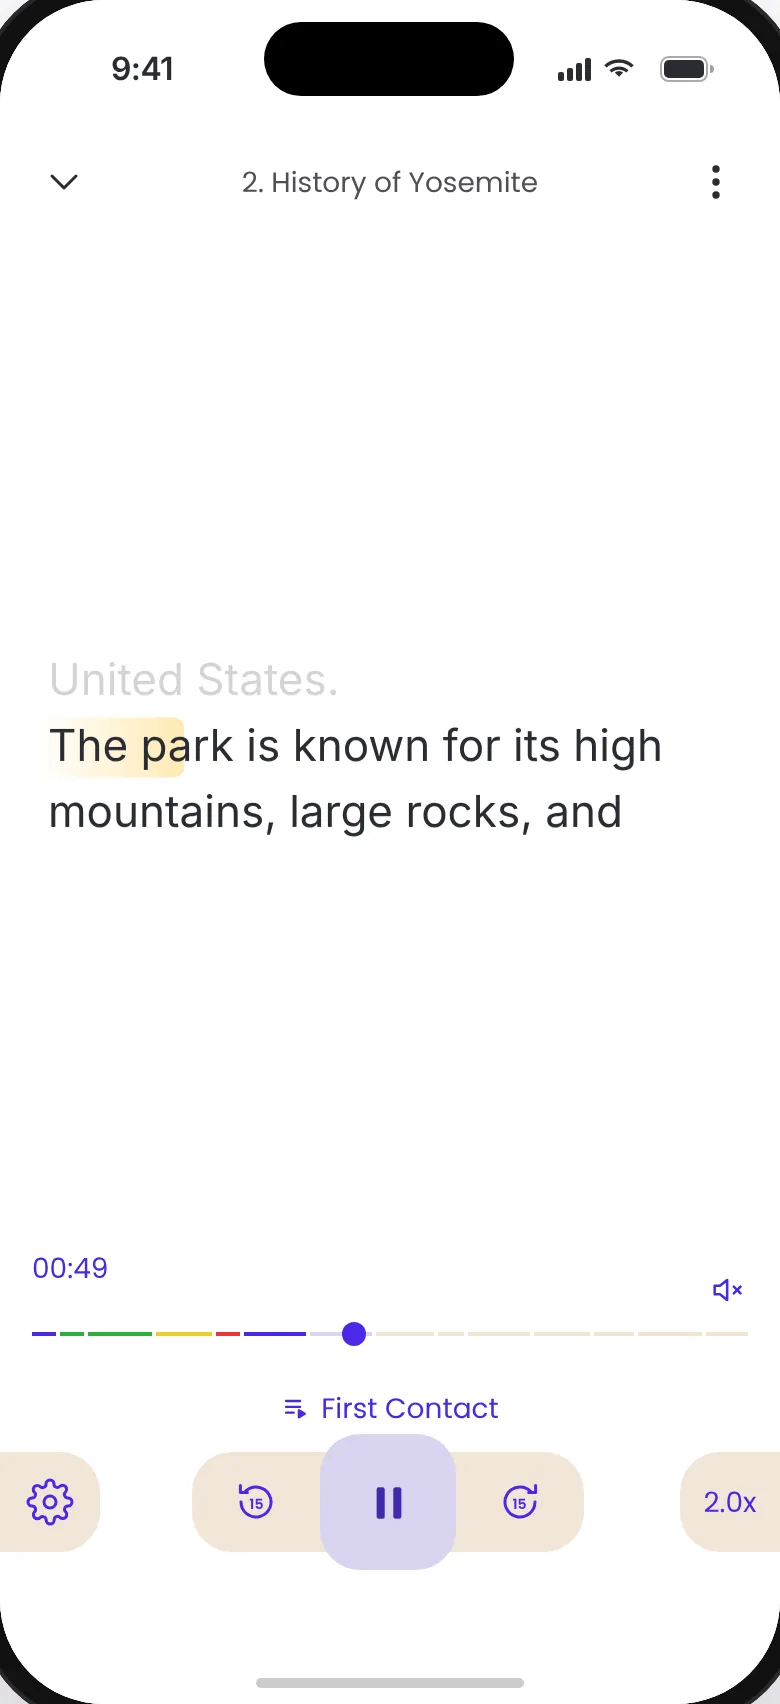 9:41
2. History of Yosemite
United States.
The park is known for its high
mountains, large rocks, and
00:49
First Contact
15
15
2.0x